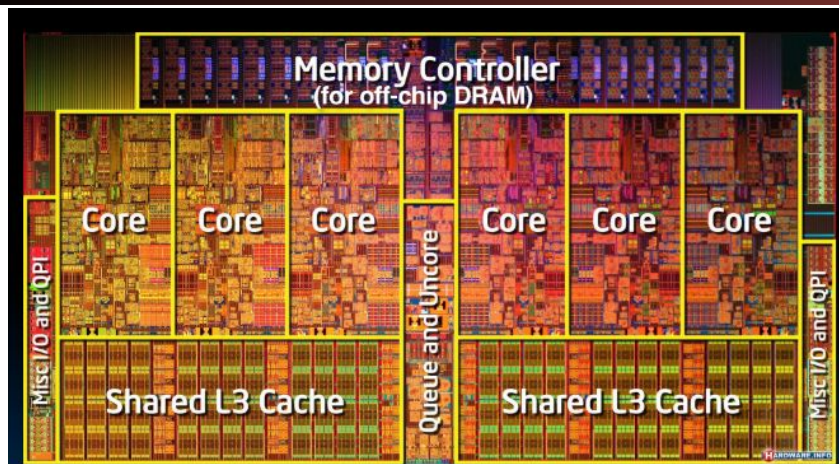 Memory Controller
(for off-chip DRAM)
Core
Core
Core
Core
Core
Core
Misc I/O and QPI
Queue and Uncore
Misc I/O and QPI
Shared L3 Cache
Shared L3 Cache
HARDWARE.INFO